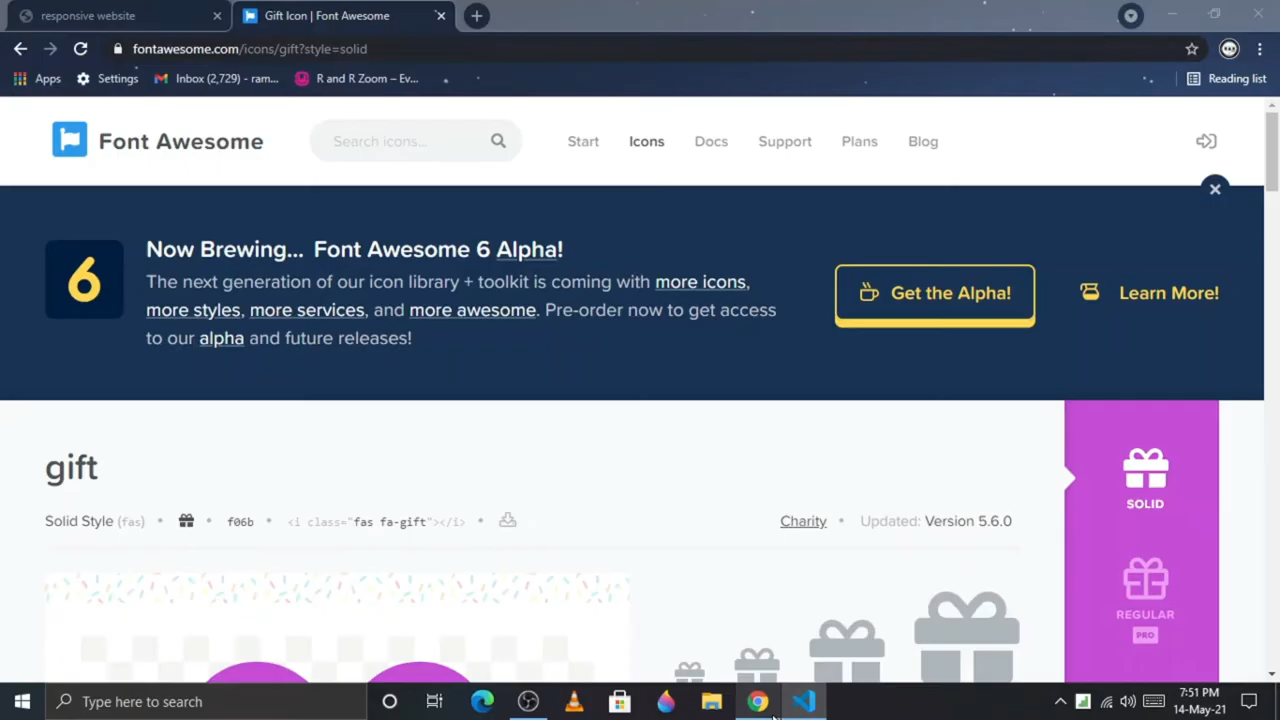 responsive website
Gift Icon | Font Awesome
fontawesome.com/icons/gift?style=solid
Apps
Settings
Inbox (2,729) - ram...
R and R Zoom – Ev...
Reading list
Font Awesome
Search icons...
Start
Icons
Docs
Support
Plans
Blog
6
Now Brewing... Font Awesome 6 Alpha!
The next generation of our icon library + toolkit is coming with more icons,
more styles, more services, and more awesome. Pre-order now to get access
to our alpha and future releases!
Get the Alpha!
Learn More!
gift
Solid Style (fas) • • f06b • <i class="fas fa-gift"></i> •
Charity • Updated: Version 5.6.0
SOLID
REGULAR
PRO
Type here to search
7:51 PM
14-May-21